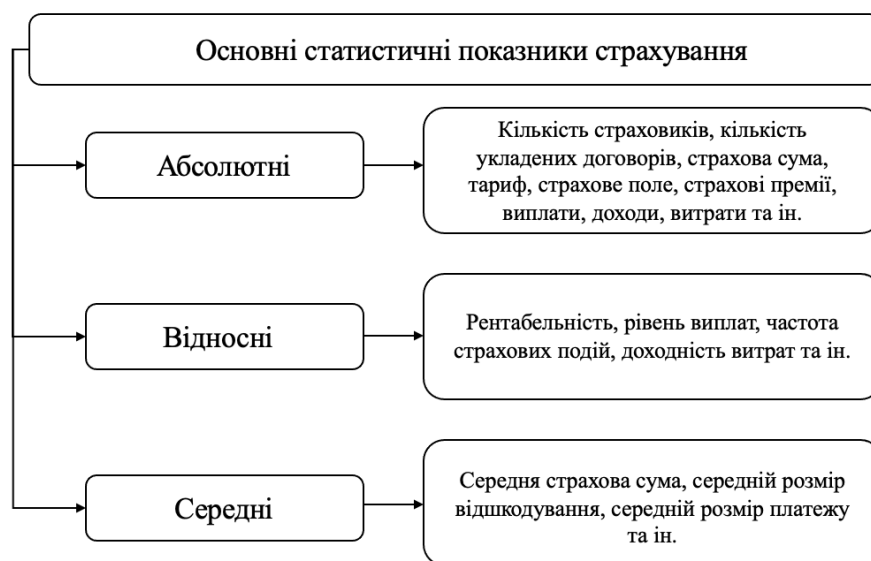 Основні статистичні показники страхування
Абсолютні
Кількість страховиків, кількість
укладених договорів, страхова сума,
тариф, страхове поле, страхові премії,
виплати, доходи, витрати та ін.
Відносні
Рентабельність, рівень виплат, частота
страхових подій, доходність витрат та ін.
Середні
Середня страхова сума, середній розмір
відшкодування, середній розмір платежу
та ін.